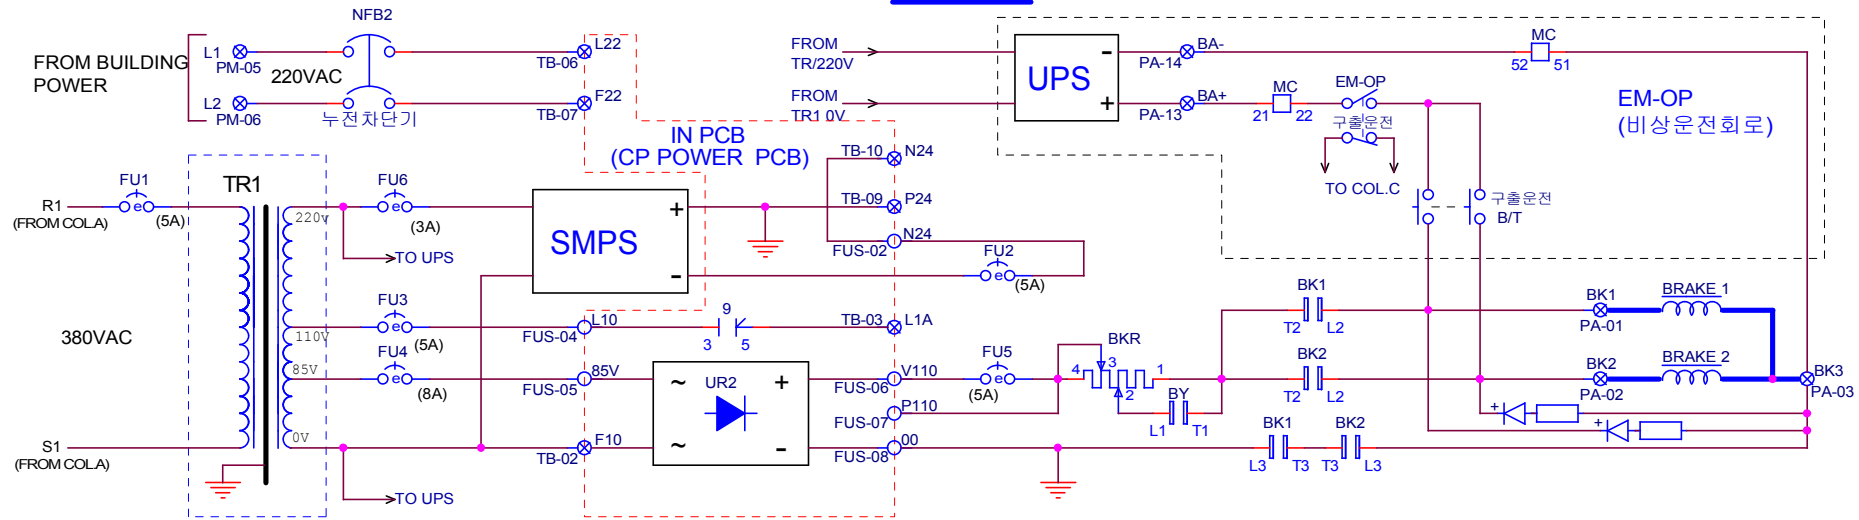 FROM BUILDING
POWER
L1
PM-05
L2
PM-06
NFB2
220VAC
누전차단기
L22
TB-06
F22
TB-07
IN PCB
(CP POWER PCB)
FROM
TR/220V
FROM
TR1 0V
UPS
-
+
BA-
PA-14
BA+
PA-13
MC
52
51
MC
21
22
EM-OP
구출운전
TO COL.C
구출운전
B/T
EM-OP
(비상운전회로)
R1
(FROM COL.A)
FU1
e
(5A)
TR1
220V
110V
85V
0V
380VAC
S1
(FROM COL.A)
FU6
e
(3A)
TO UPS
FU3
e
(5A)
FU4
e
(8A)
TO UPS
SMPS
+
-
TB-10
N24
TB-09
P24
N24
FUS-02
FU2
e
(5A)
L10
FUS-04
9
3
5
TB-03
L1A
85V
FUS-05
F10
TB-02
~
~
UR2
+
-
V110
FUS-06
P110
FUS-07
00
FUS-08
FU5
e
(5A)
BKR
4
3
1
2
BY
L1
T1
BK1
T2
L2
BK2
T2
L2
BK1
L3
T3
BK2
T3
L3
BK1
PA-01
BRAKE 1
BK2
PA-02
BRAKE 2
BK3
PA-03
+
+